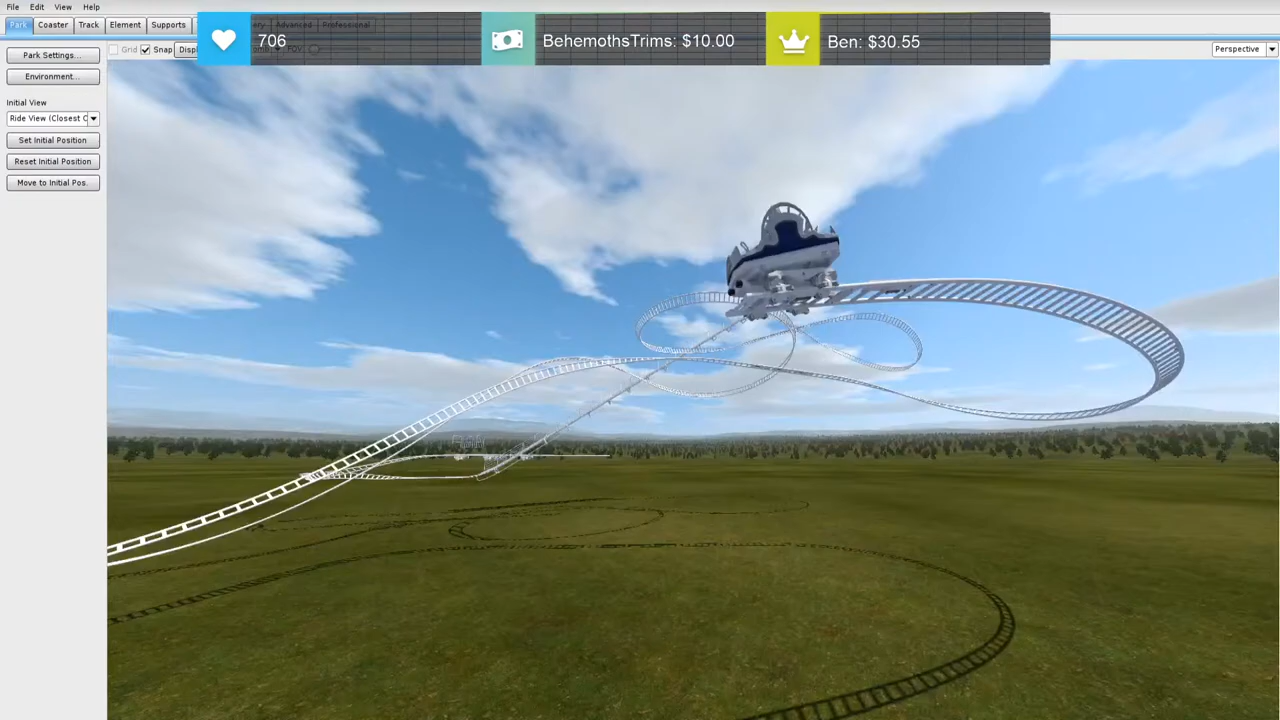 File Edit View Help
Park Coaster Track Element Supports Advanced Professional
706
BehemothsTrims: $10.00
Ben: $30.55
Grid Snap FOV:
Perspective
Park Settings...
Environment...
Initial View
Ride View (Closest C
Set Initial Position
Reset Initial Position
Move to Initial Pos.